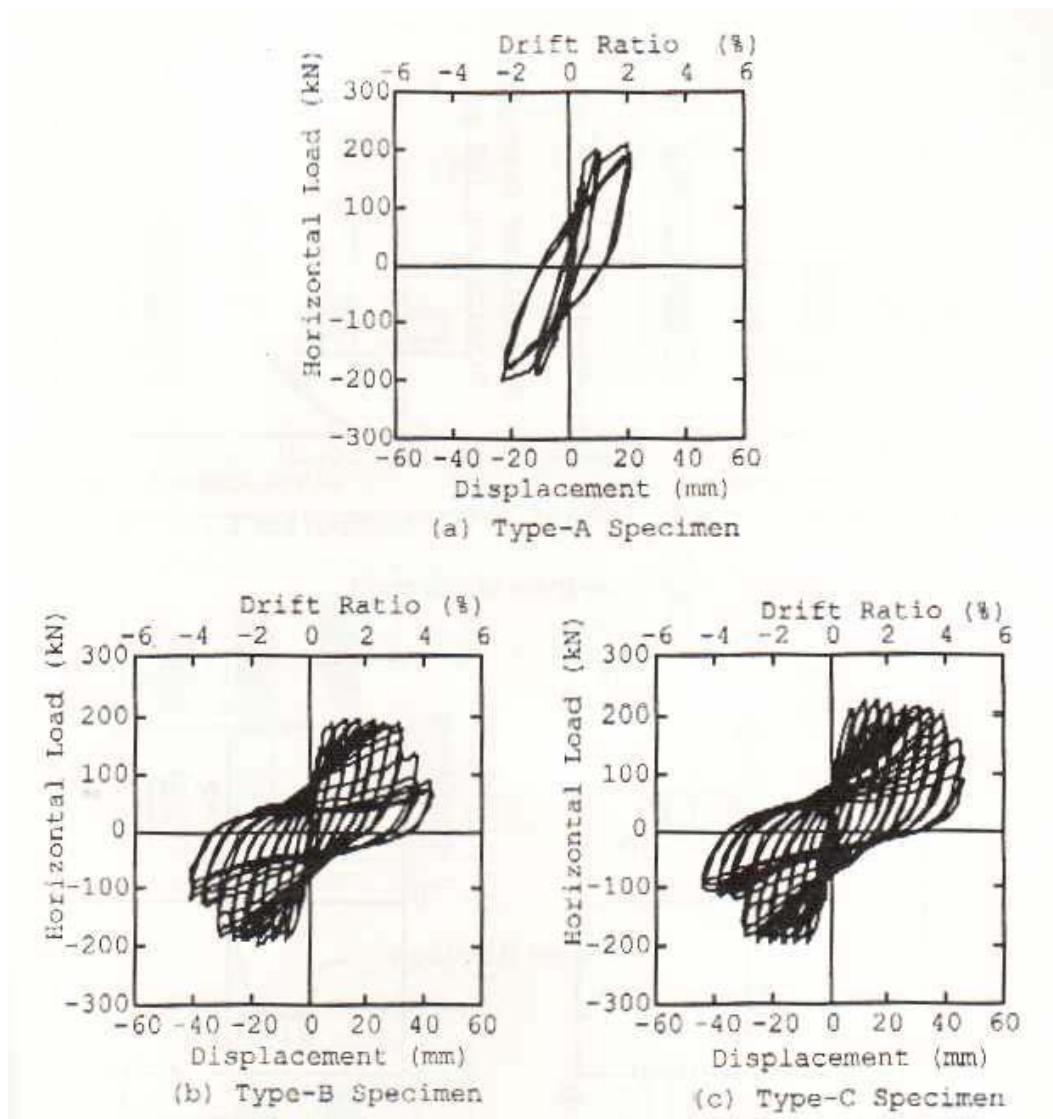 Drift Ratio (%)
-6 -4 -2 0 2 4 6
Horizontal Load (kN)
300
200
100
0
-100
-200
-300
-60 -40 -20 0 20 40 60
Displacement (mm)
(a) Type-A Specimen
Drift Ratio (%)
-6 -4 -2 0 2 4 6
Horizontal Load (kN)
300
200
100
0
-100
-200
-300
-60 -40 -20 0 20 40 60
Displacement (mm)
(b) Type-B Specimen
Drift Ratio (%)
-6 -4 -2 0 2 4 6
Horizontal Load (kN)
300
200
100
0
-100
-200
-300
-60 -40 -20 0 20 40 60
Displacement (mm)
(c) Type-C Specimen